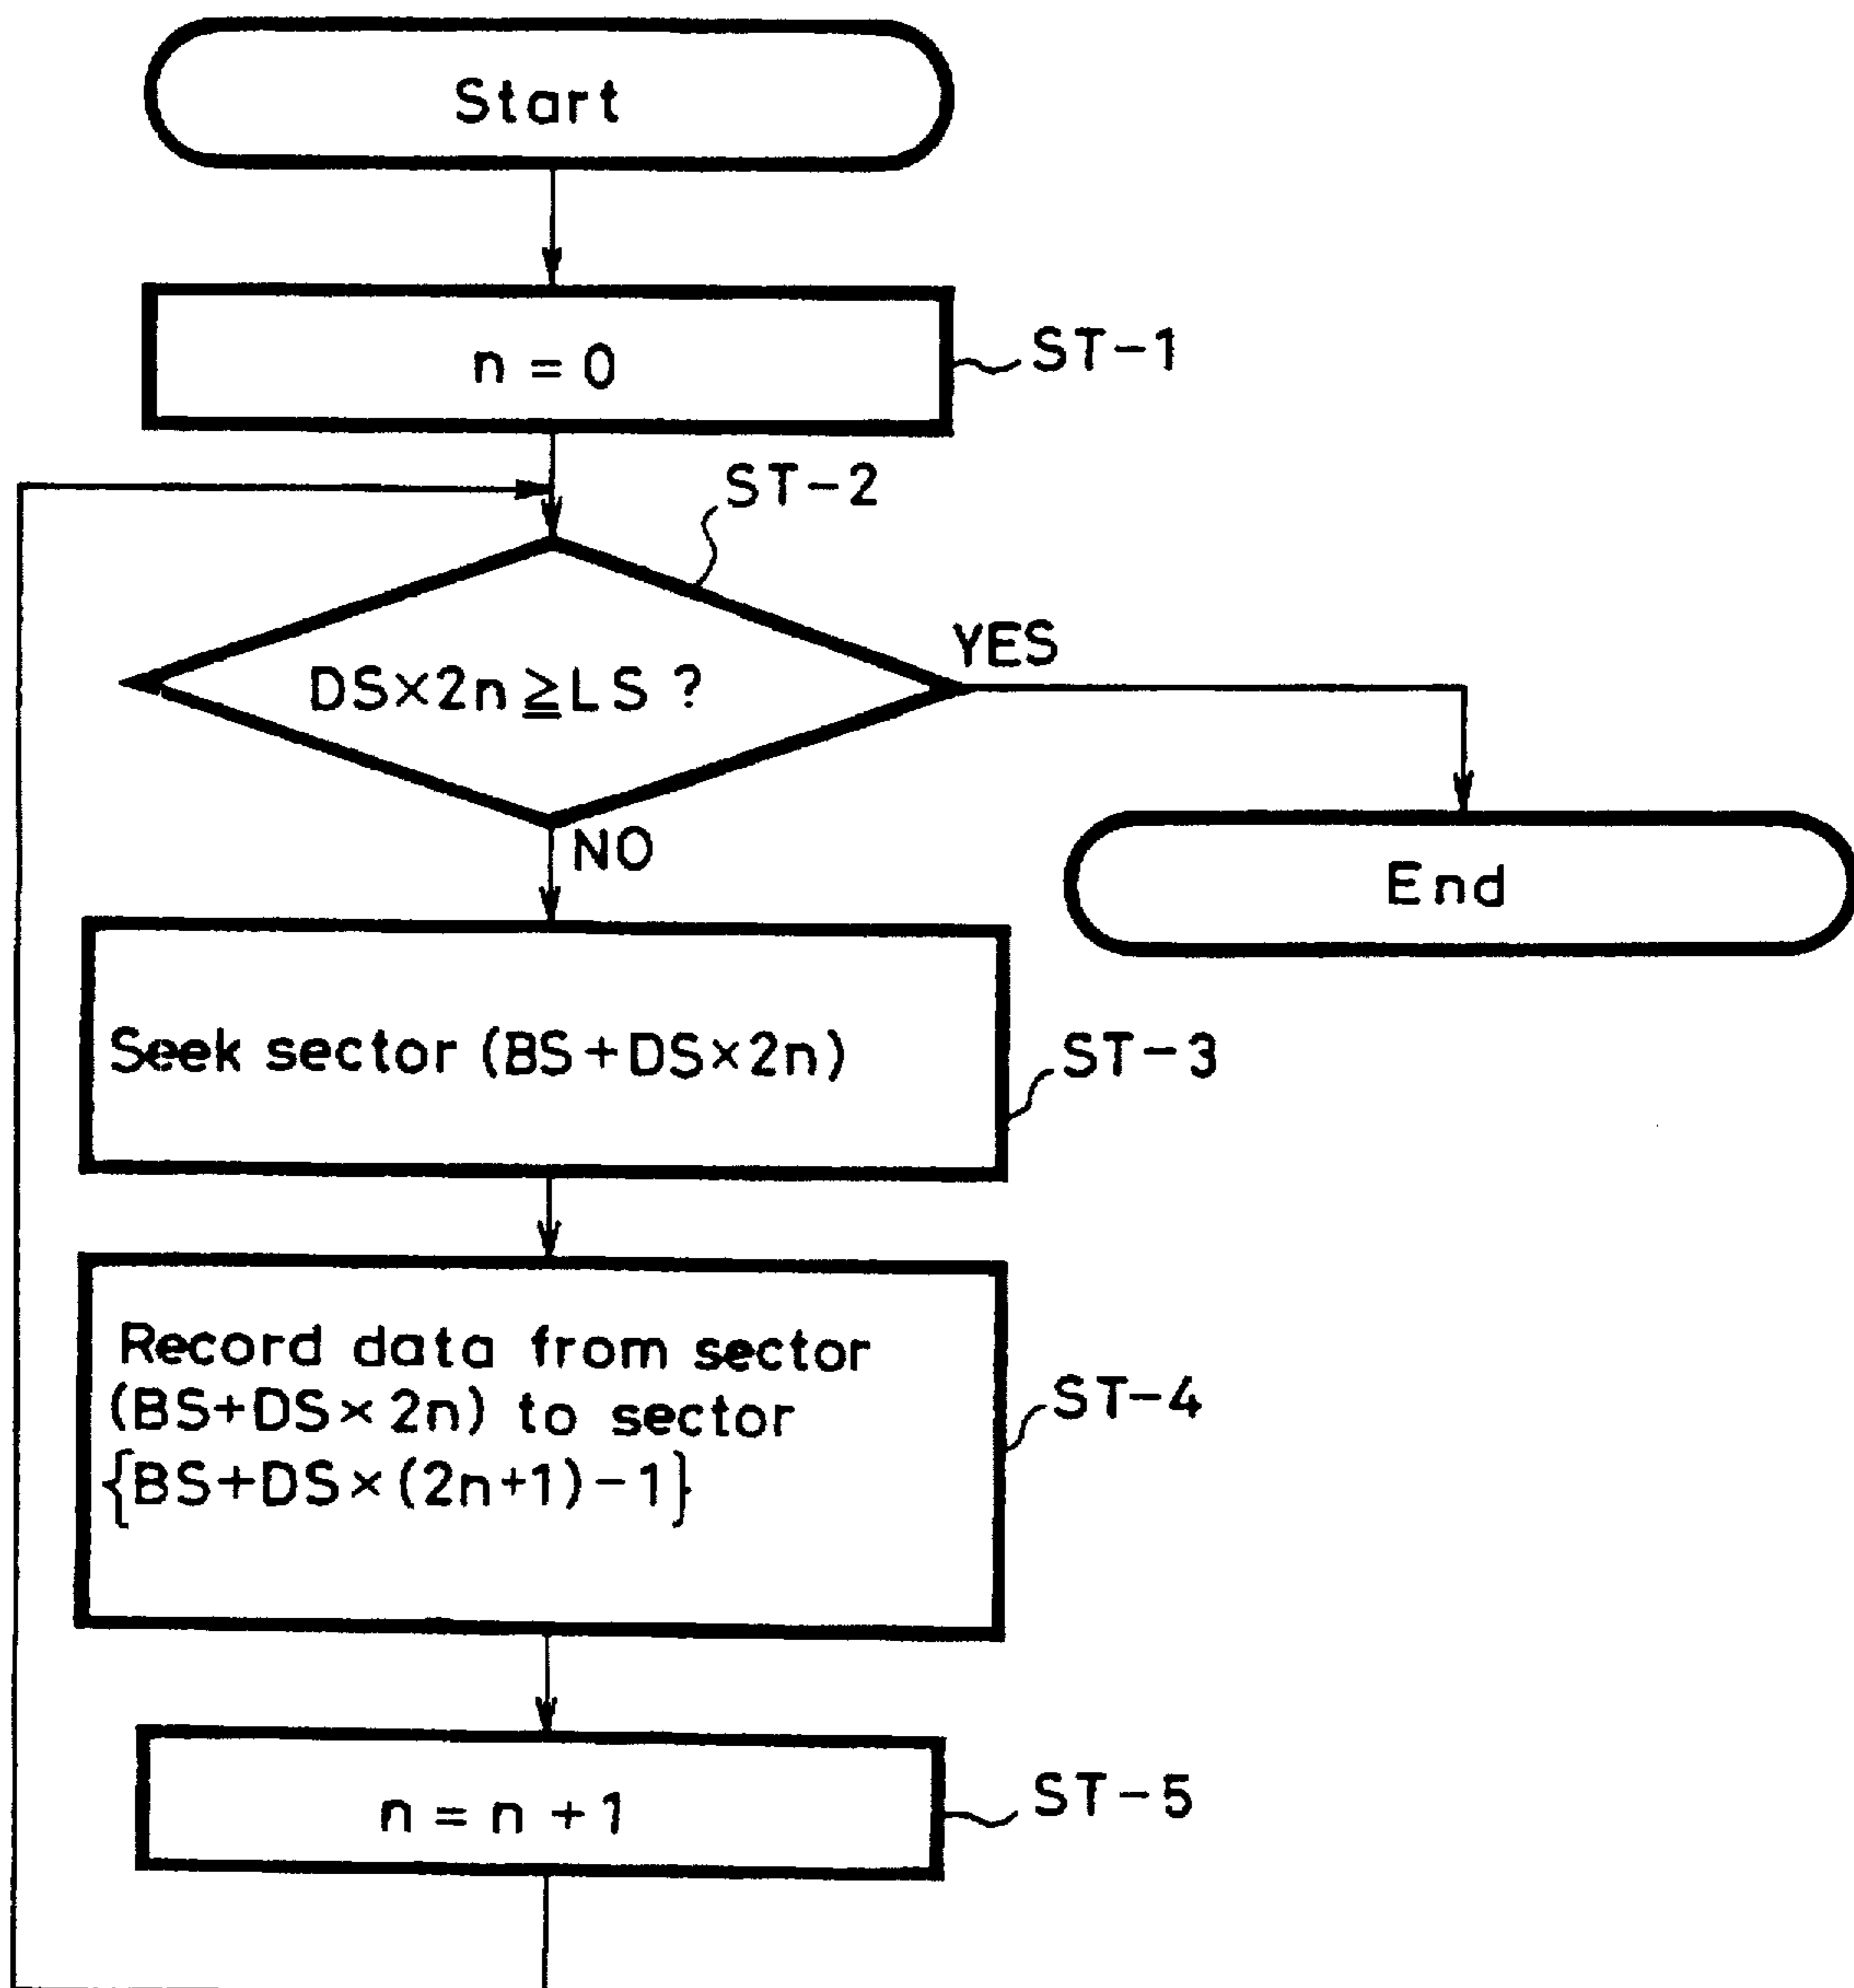 Start
n = 0
ST-1
ST-2
DS×2n≧LS ?
YES
NO
End
Seek sector (BS+DS×2n)
ST-3
Record data from sector
(BS+DS×2n) to sector
{BS+DS×(2n+1)-1}
ST-4
n = n + 1
ST-5